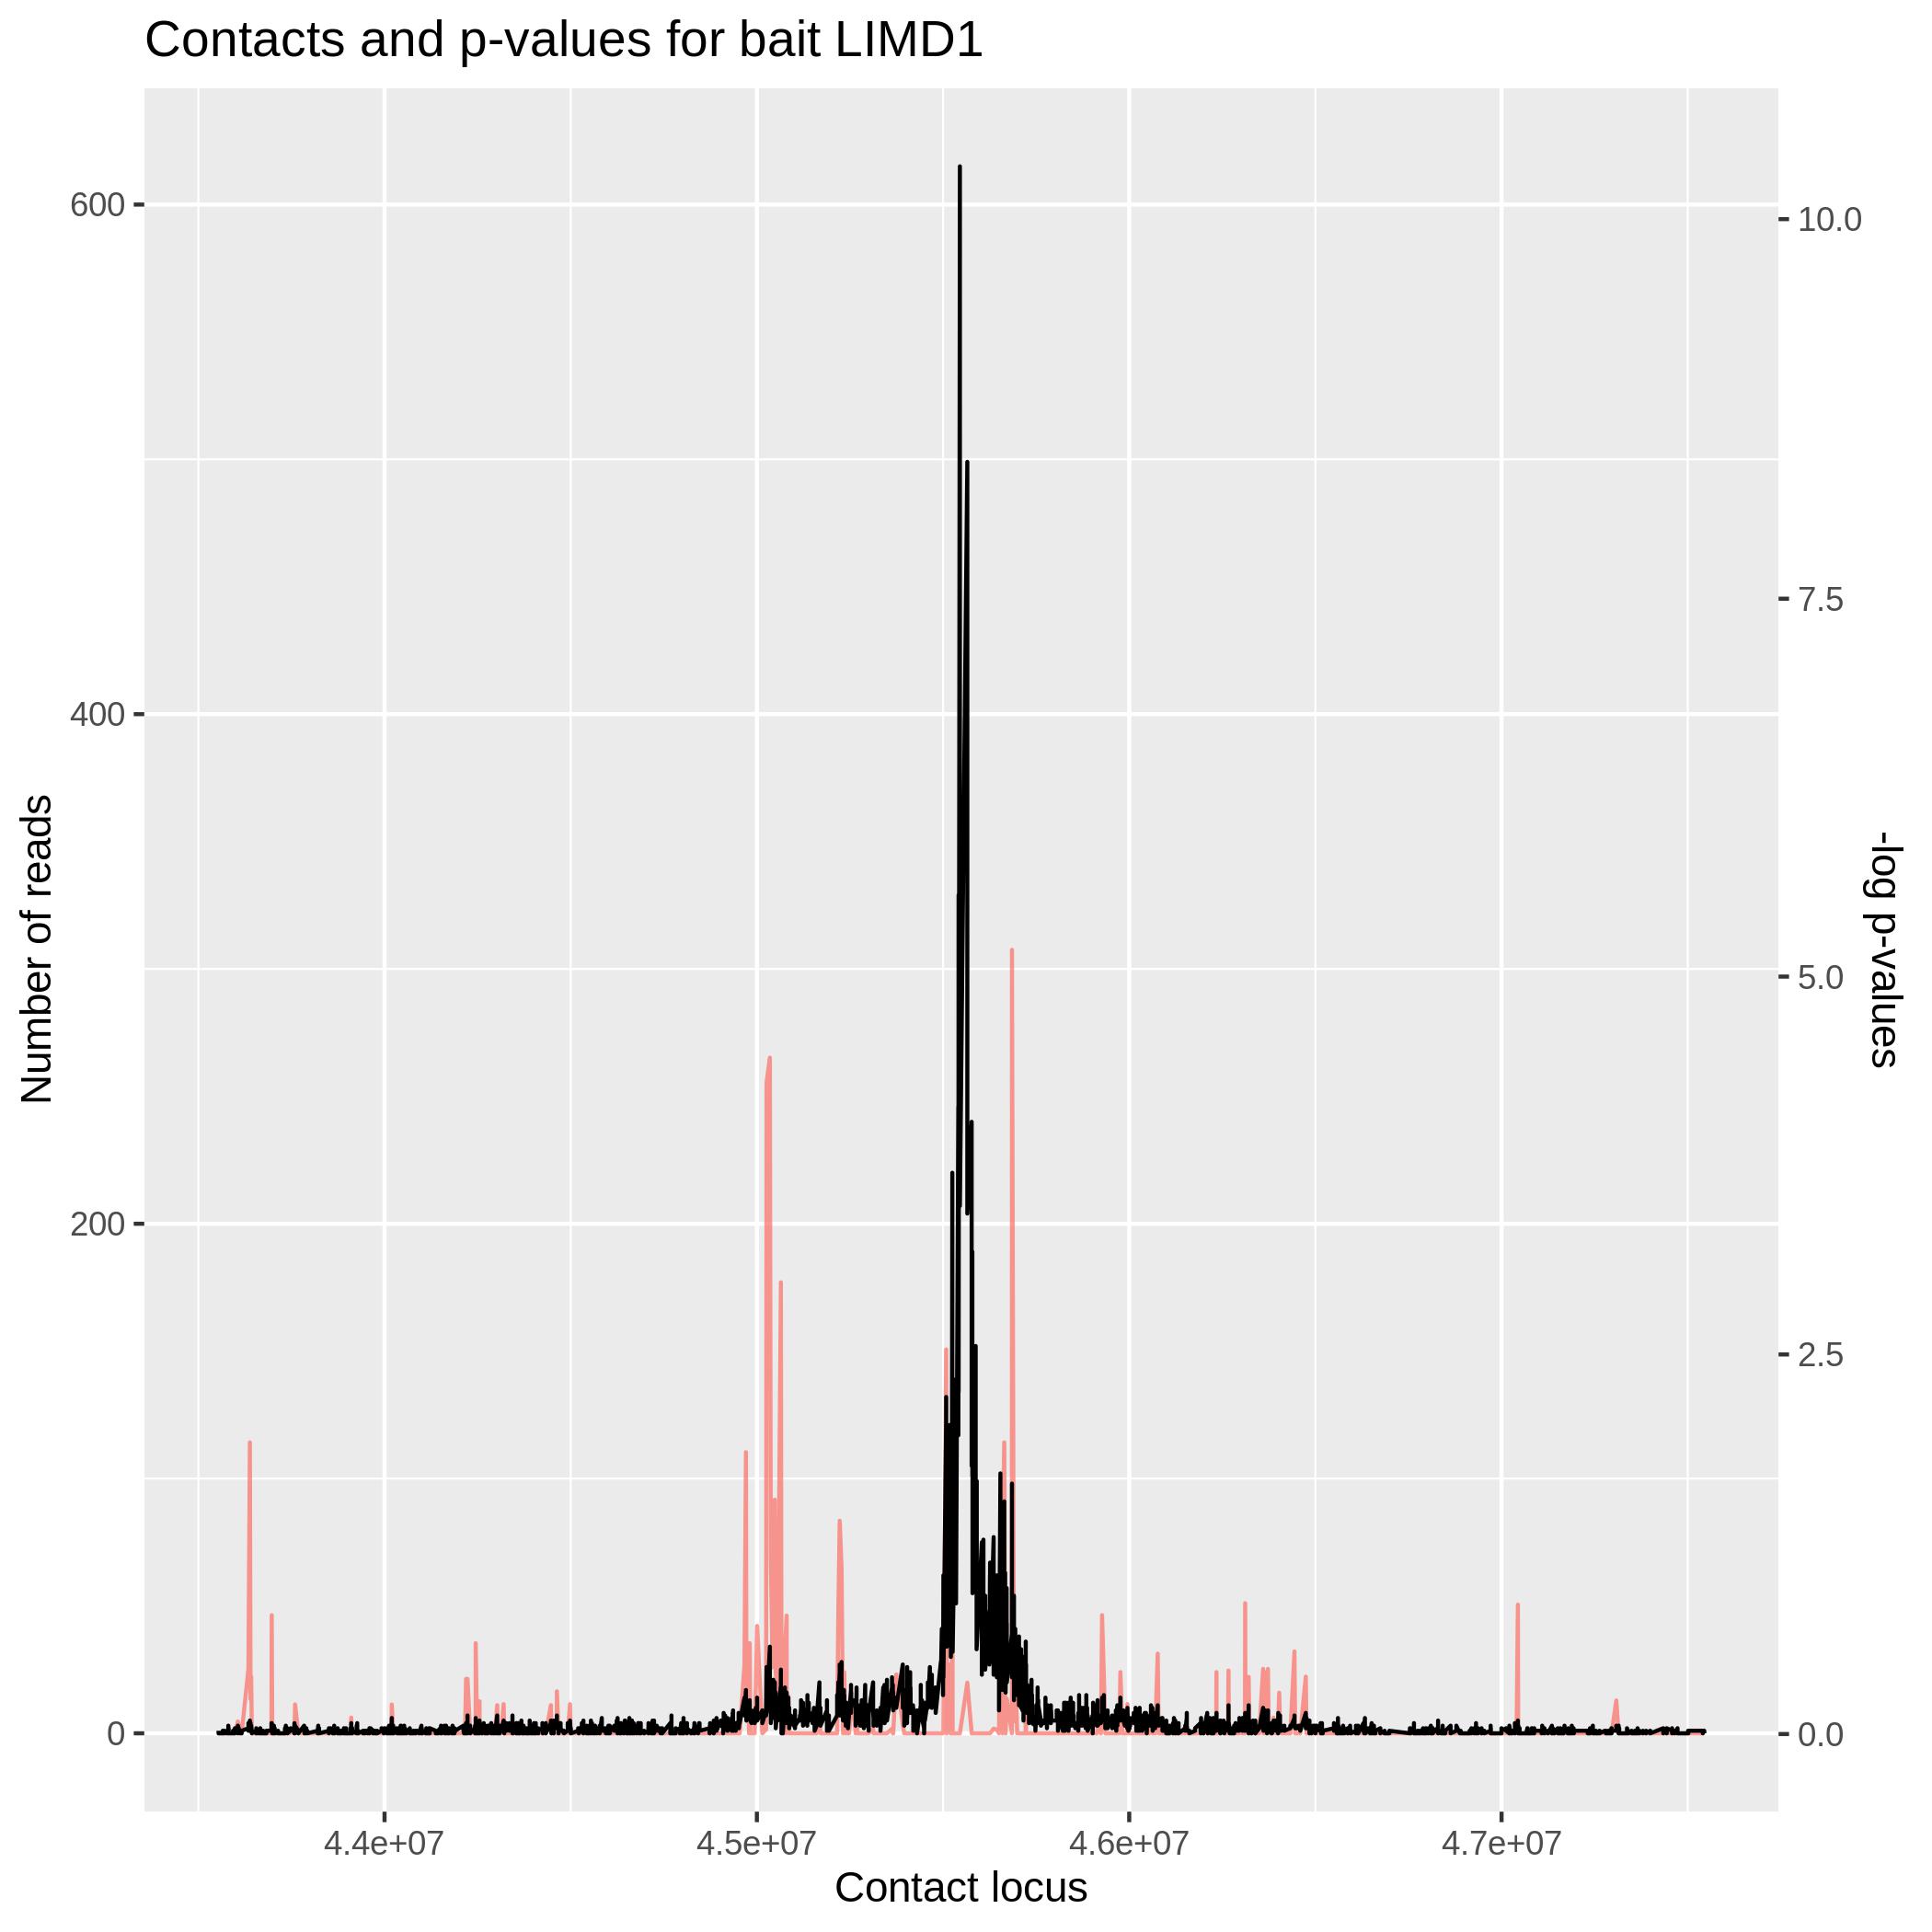 Contacts and p-values for bait LIMD1
600
400
200
0
10.0
7.5
5.0
2.5
0.0
Number of reads
-log p-values
4.4e+07 4.5e+07 4.6e+07 4.7e+07
Contact locus